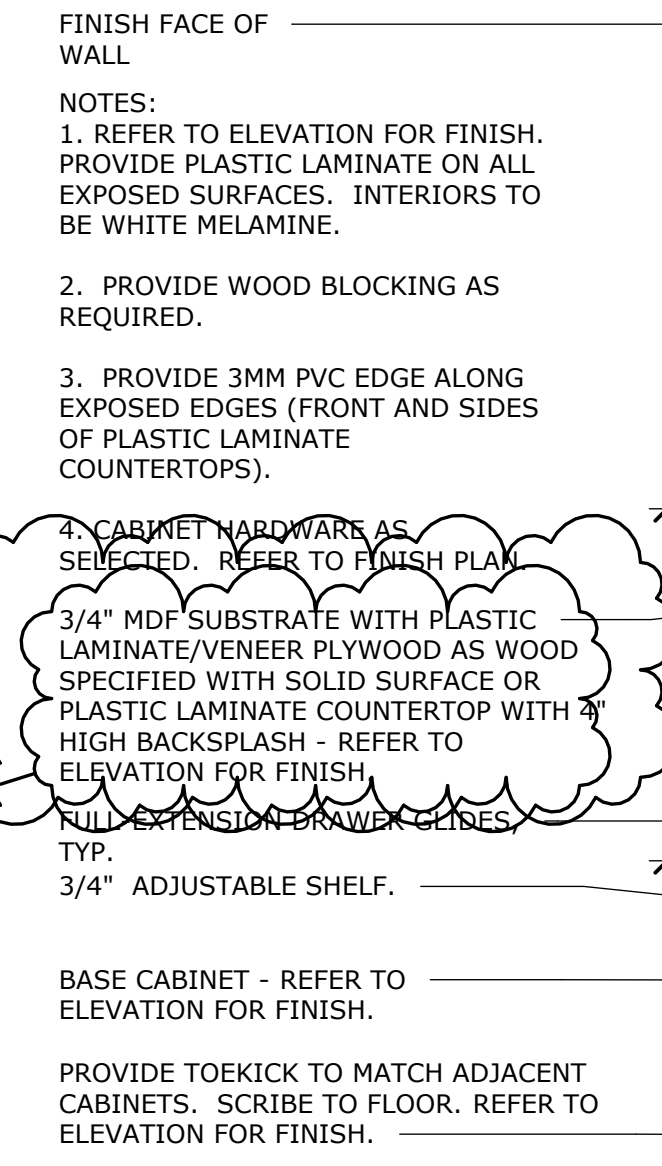 FINISH FACE OF
WALL
NOTES:
1. REFER TO ELEVATION FOR FINISH.
PROVIDE PLASTIC LAMINATE ON ALL
EXPOSED SURFACES.  INTERIORS TO
BE WHITE MELAMINE.
2.  PROVIDE WOOD BLOCKING AS
REQUIRED.
3.  PROVIDE 3MM PVC EDGE ALONG
EXPOSED EDGES (FRONT AND SIDES
OF PLASTIC LAMINATE
COUNTERTOPS).
4. CABINET HARDWARE AS
SELECTED.  REFER TO FINISH PLAN.
3/4" MDF SUBSTRATE WITH PLASTIC
LAMINATE/VENEER PLYWOOD AS WOOD
SPECIFIED WITH SOLID SURFACE OR
PLASTIC LAMINATE COUNTERTOP WITH 4"
HIGH BACKSPLASH - REFER TO
ELEVATION FOR FINISH.
FULL-EXTENSION DRAWER GLIDES,
TYP.
3/4"  ADJUSTABLE SHELF.
BASE CABINET - REFER TO
ELEVATION FOR FINISH.
PROVIDE TOEKICK TO MATCH ADJACENT
CABINETS.  SCRIBE TO FLOOR. REFER TO
ELEVATION FOR FINISH.